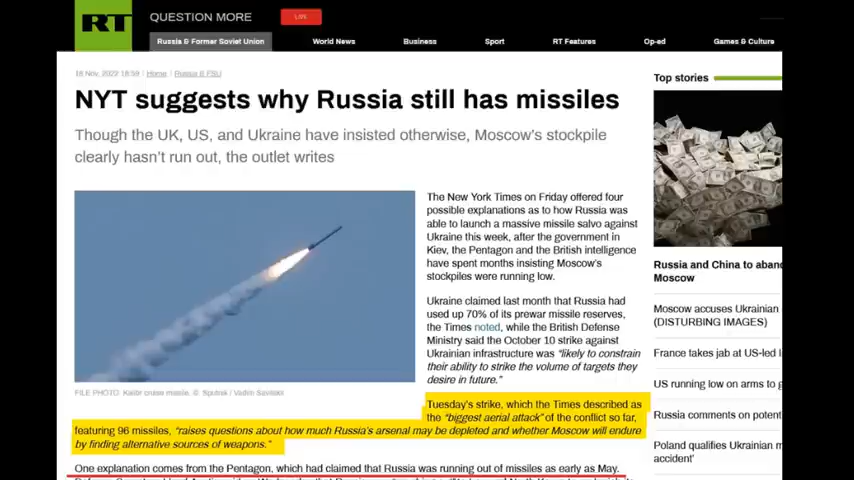 RT
QUESTION MORE
LIVE
Russia & Former Soviet Union
World News
Business
Sport
RT Features
Op-ed
Games & Culture
18 Nov, 2022 18:59 / Home / Russia & FSU
NYT suggests why Russia still has missiles
Though the UK, US, and Ukraine have insisted otherwise, Moscow's stockpile
clearly hasn't run out, the outlet writes
FILE PHOTO. Kalibr cruise missile. © Sputnik / Vadim Savitskii
The New York Times on Friday offered four
possible explanations as to how Russia was
able to launch a massive missile salvo against
Ukraine this week, after the government in
Kiev, the Pentagon and the British intelligence
have spent months insisting Moscow's
stockpiles were running low.
Ukraine claimed last month that Russia had
used up 70% of its prewar missile reserves,
the Times noted, while the British Defense
Ministry said the October 10 strike against
Ukrainian infrastructure was "likely to constrain
their ability to strike the volume of targets they
desire in future."
Tuesday's strike, which the Times described as
the "biggest aerial attack" of the conflict so far,
featuring 96 missiles, "raises questions about how much Russia's arsenal may be depleted and whether Moscow will endure
by finding alternative sources of weapons."
One explanation comes from the Pentagon, which had claimed that Russia was running out of missiles as early as May.
Top stories
Russia and China to aban
Moscow
Moscow accuses Ukrainian
(DISTURBING IMAGES)
France takes jab at US-led I
US running low on arms to g
Russia comments on potent
Poland qualifies Ukrainian m
accident'